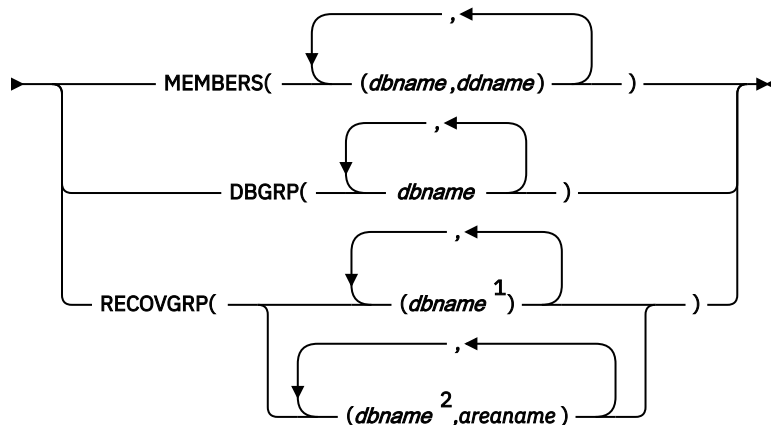 ,
MEMBERS( (dbname,ddname) )
,
DBGRP( dbname )
,
RECOVGRP( (dbname 1) )
,
(dbname 2,areaname)